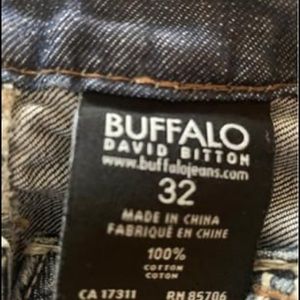 BUFFALO
DAVID BITTON
www.buffalojeans.com
32
MADE IN CHINA
FABRIQUÉ EN CHINE
100%
COTTON
COTON
CA 17311 RN 85706